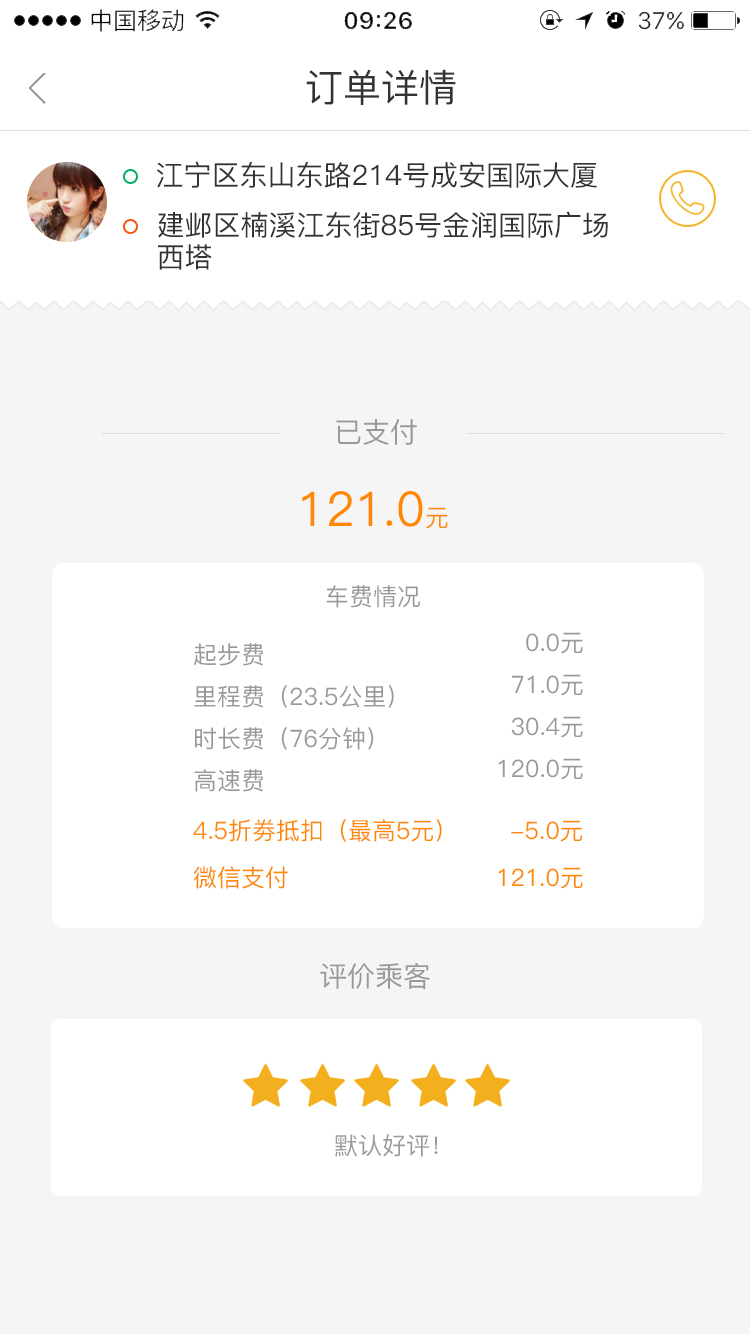 中国移动 09:26 37%
订单详情
江宁区东山东路214号成安国际大厦
建邺区楠溪江东街85号金润国际广场
西塔
已支付
121.0元
车费情况
起步费 0.0元
里程费（23.5公里） 71.0元
时长费（76分钟） 30.4元
高速费 120.0元
4.5折券抵扣（最高5元） -5.0元
微信支付 121.0元
评价乘客
默认好评！